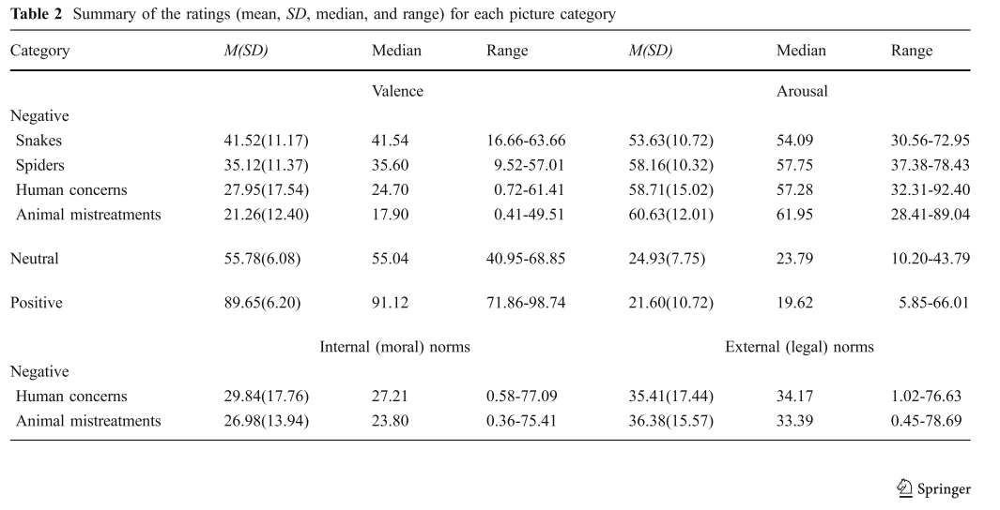 Table 2 Summary of the ratings (mean, SD, median, and range) for each picture category
Category M(SD) Median Range M(SD) Median Range
Valence Arousal
Negative
Snakes 41.52(11.17) 41.54 16.66-63.66 53.63(10.72) 54.09 30.56-72.95
Spiders 35.12(11.37) 35.60 9.52-57.01 58.16(10.32) 57.75 37.38-78.43
Human concerns 27.95(17.54) 24.70 0.72-61.41 58.71(15.02) 57.28 32.31-92.40
Animal mistreatments 21.26(12.40) 17.90 0.41-49.51 60.63(12.01) 61.95 28.41-89.04
Neutral 55.78(6.08) 55.04 40.95-68.85 24.93(7.75) 23.79 10.20-43.79
Positive 89.65(6.20) 91.12 71.86-98.74 21.60(10.72) 19.62 5.85-66.01
Internal (moral) norms External (legal) norms
Negative
Human concerns 29.84(17.76) 27.21 0.58-77.09 35.41(17.44) 34.17 1.02-76.63
Animal mistreatments 26.98(13.94) 23.80 0.36-75.41 36.38(15.57) 33.39 0.45-78.69
Springer